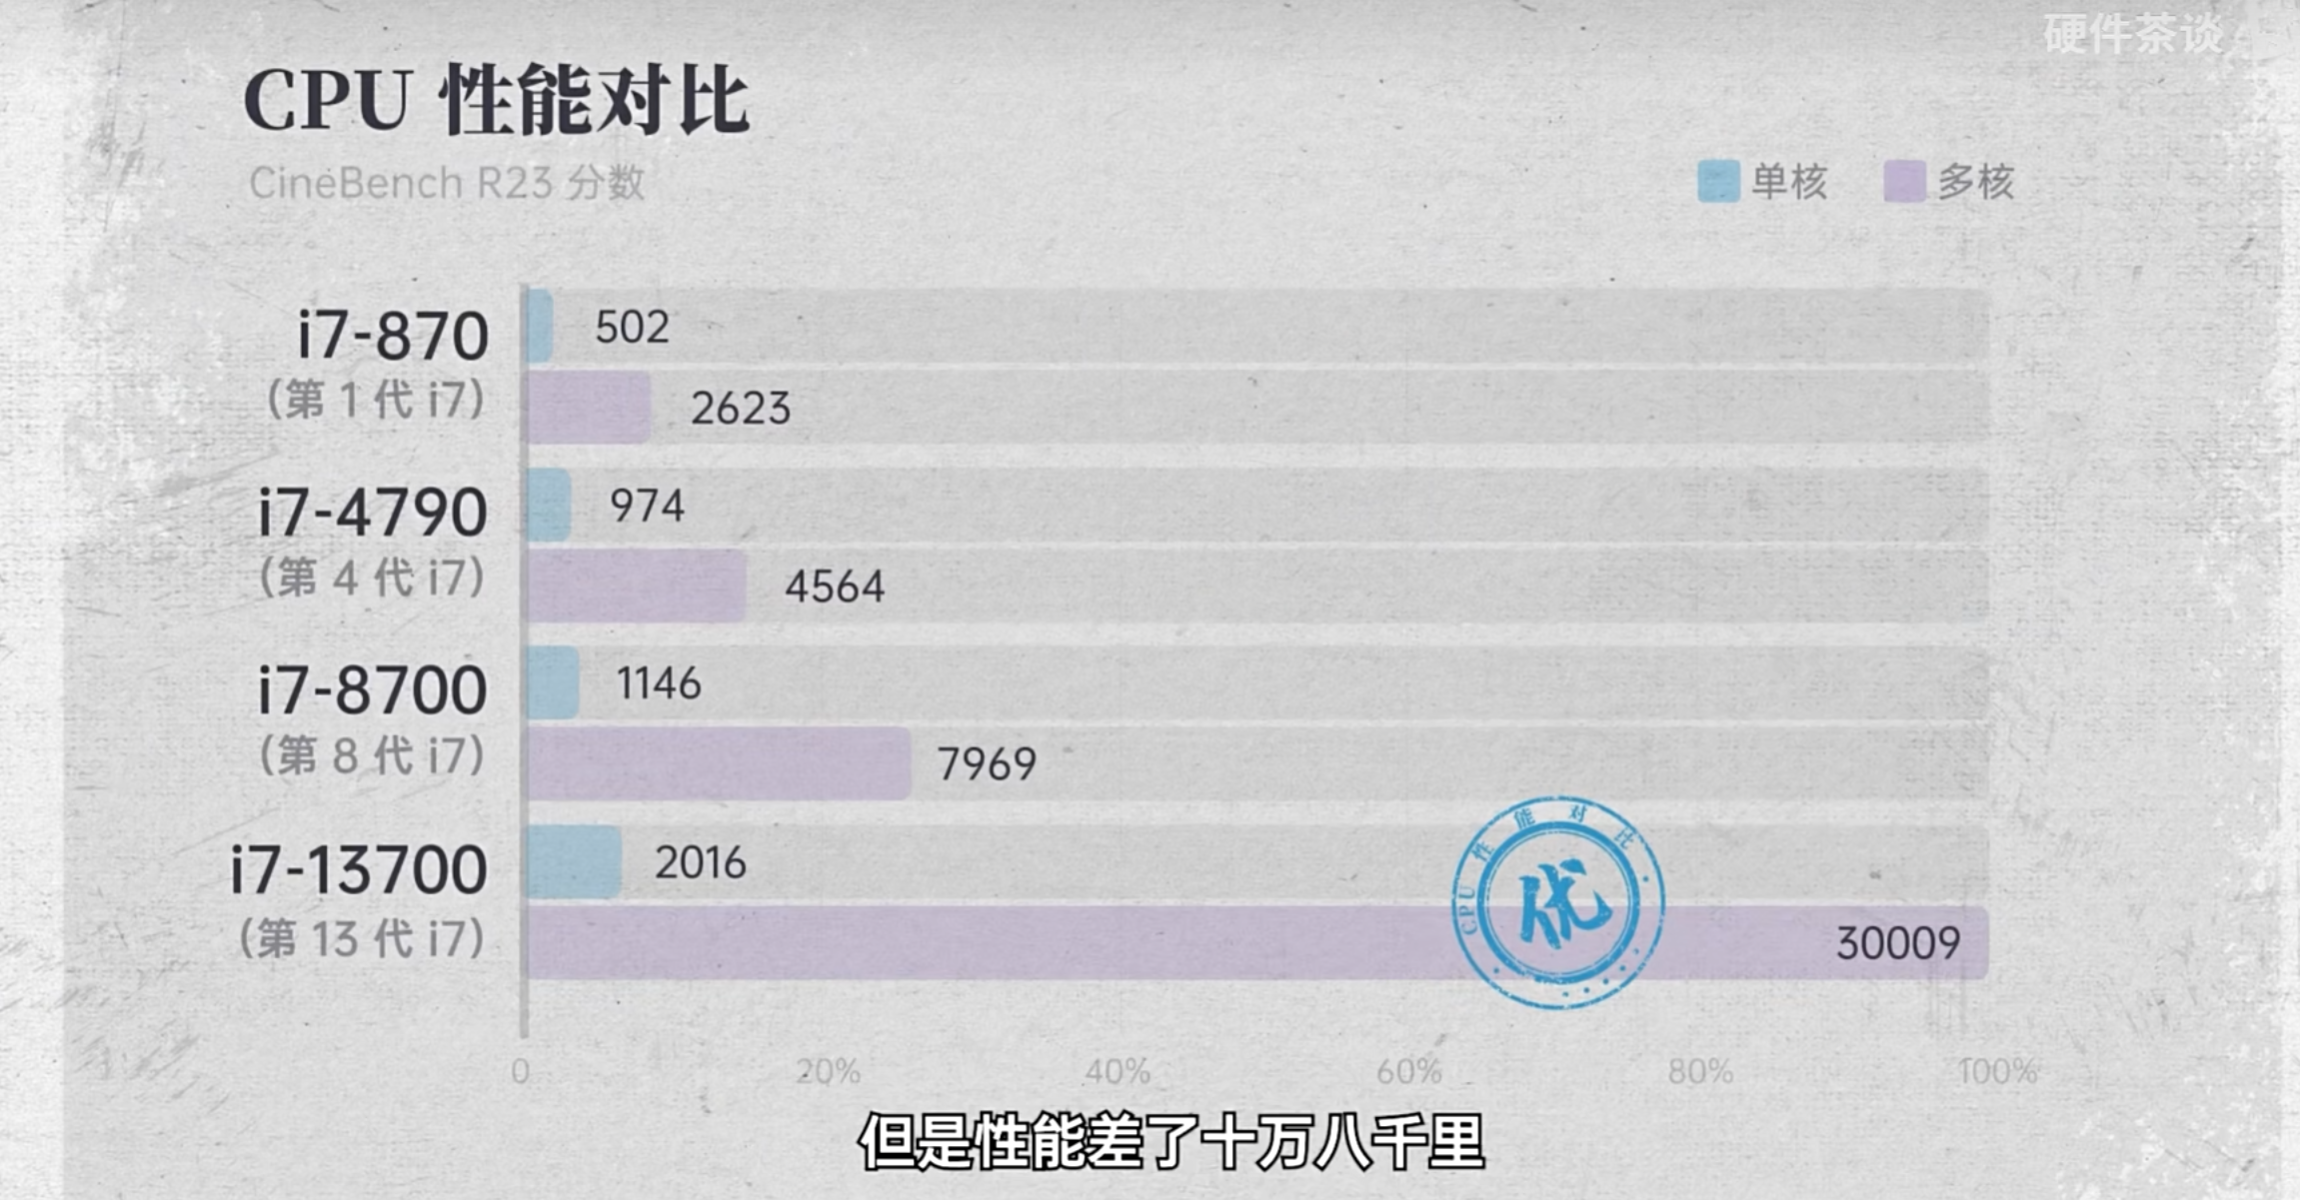 硬件茶谈
CPU 性能对比
CineBench R23 分数
单核 多核
i7-870
502
(第 1 代 i7)
2623
i7-4790
974
(第 4 代 i7)
4564
i7-8700
1146
(第 8 代 i7)
7969
i7-13700
2016
(第 13 代 i7)
30009
CPU 性能对比
优
0 20% 40% 60% 80% 100%
但是性能差了十万八千里